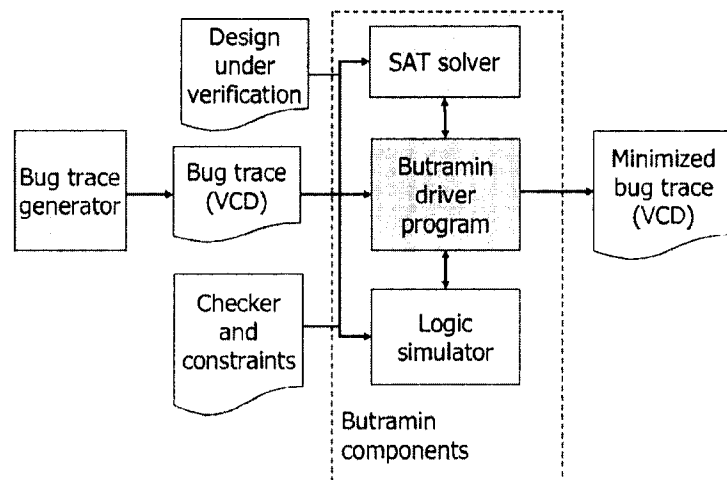 Design
under
verification
SAT solver
Bug trace
generator
Bug trace
(VCD)
Butramin
driver
program
Minimized
bug trace
(VCD)
Checker
and
constraints
Logic
simulator
Butramin
components